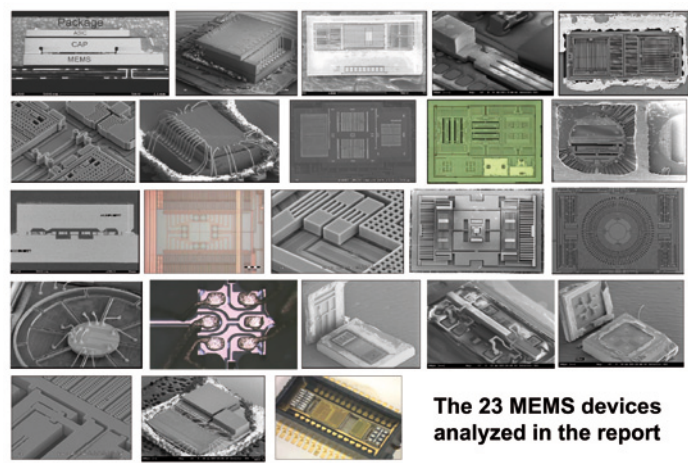 Package
ASIC
CAP
MEMS
The 23 MEMS devices
analyzed in the report